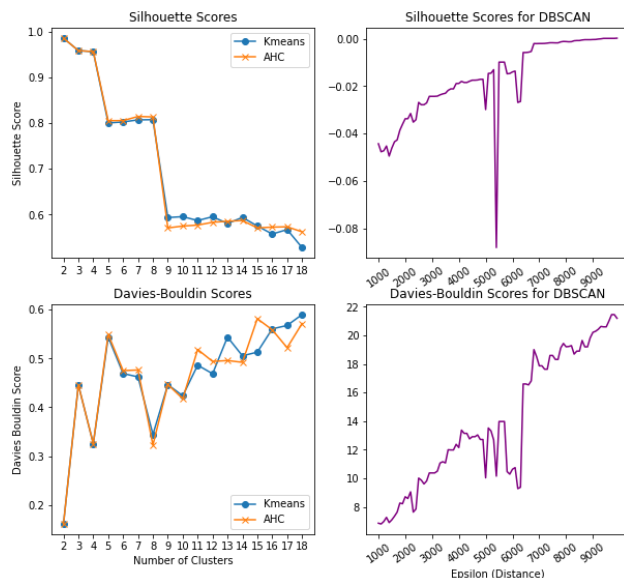 Silhouette Scores
Silhouette Score
1.0
0.9
0.8
0.7
0.6
Kmeans
AHC
2 3 4 5 6 7 8 9 10 11 12 13 14 15 16 17 18
Silhouette Scores for DBSCAN
0.00
−0.02
−0.04
−0.06
−0.08
1000 2000 3000 4000 5000 6000 7000 8000 9000
Davies-Bouldin Scores
Davies Bouldin Score
0.6
0.5
0.4
0.3
0.2
Kmeans
AHC
2 3 4 5 6 7 8 9 10 11 12 13 14 15 16 17 18
Number of Clusters
Davies-Bouldin Scores for DBSCAN
22
20
18
16
14
12
10
8
1000 2000 3000 4000 5000 6000 7000 8000 9000
Epsilon (Distance)